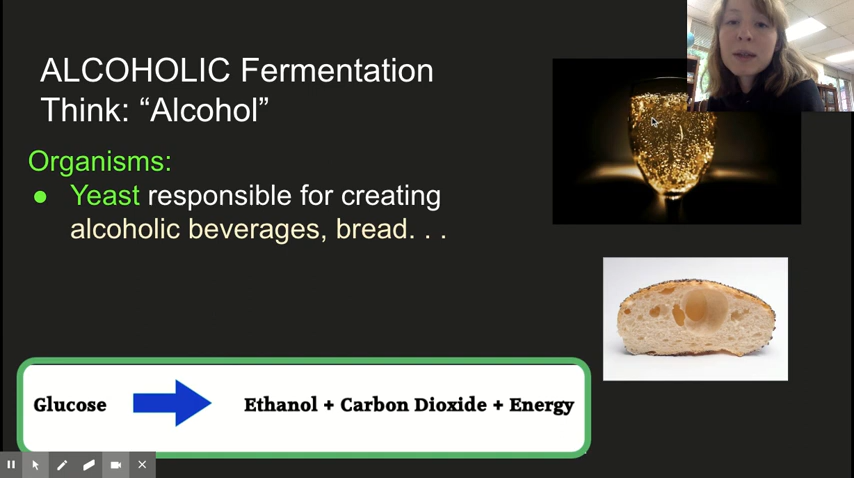 ALCOHOLIC Fermentation
Think: “Alcohol”
Organisms:
● Yeast responsible for creating
alcoholic beverages, bread. . .
Glucose
Ethanol + Carbon Dioxide + Energy